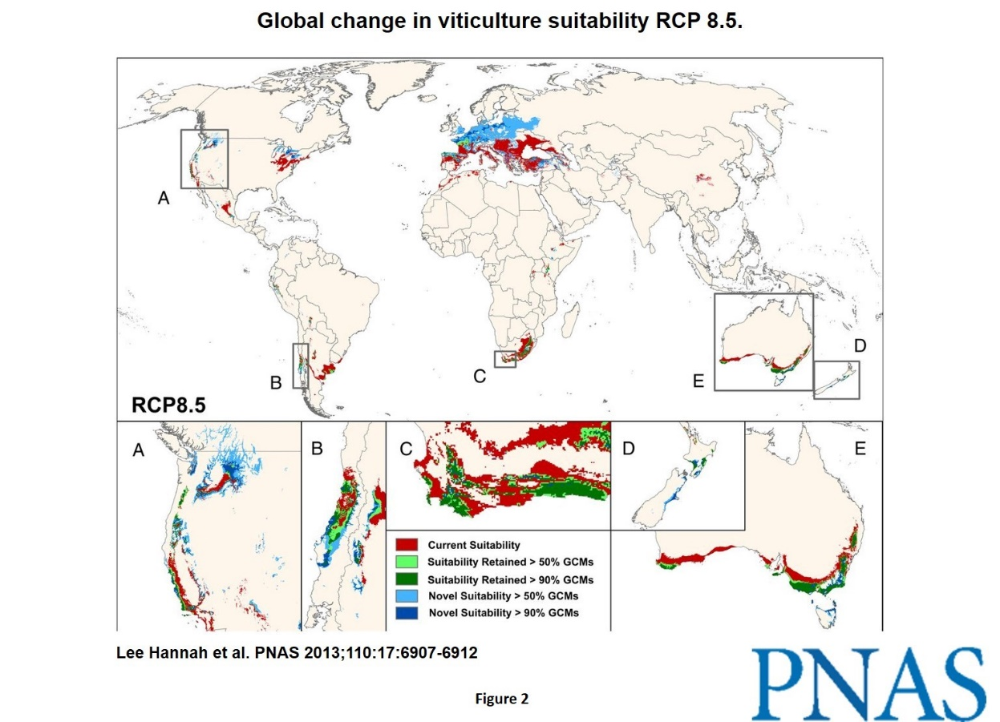 Global change in viticulture suitability RCP 8.5.
A
B
C
D
E
RCP8.5
A
B
C
D
E
Current Suitability
Suitability Retained > 50% GCMs
Suitability Retained > 90% GCMs
Novel Suitability > 50% GCMs
Novel Suitability > 90% GCMs
Lee Hannah et al. PNAS 2013;110:17:6907-6912
Figure 2
PNAS